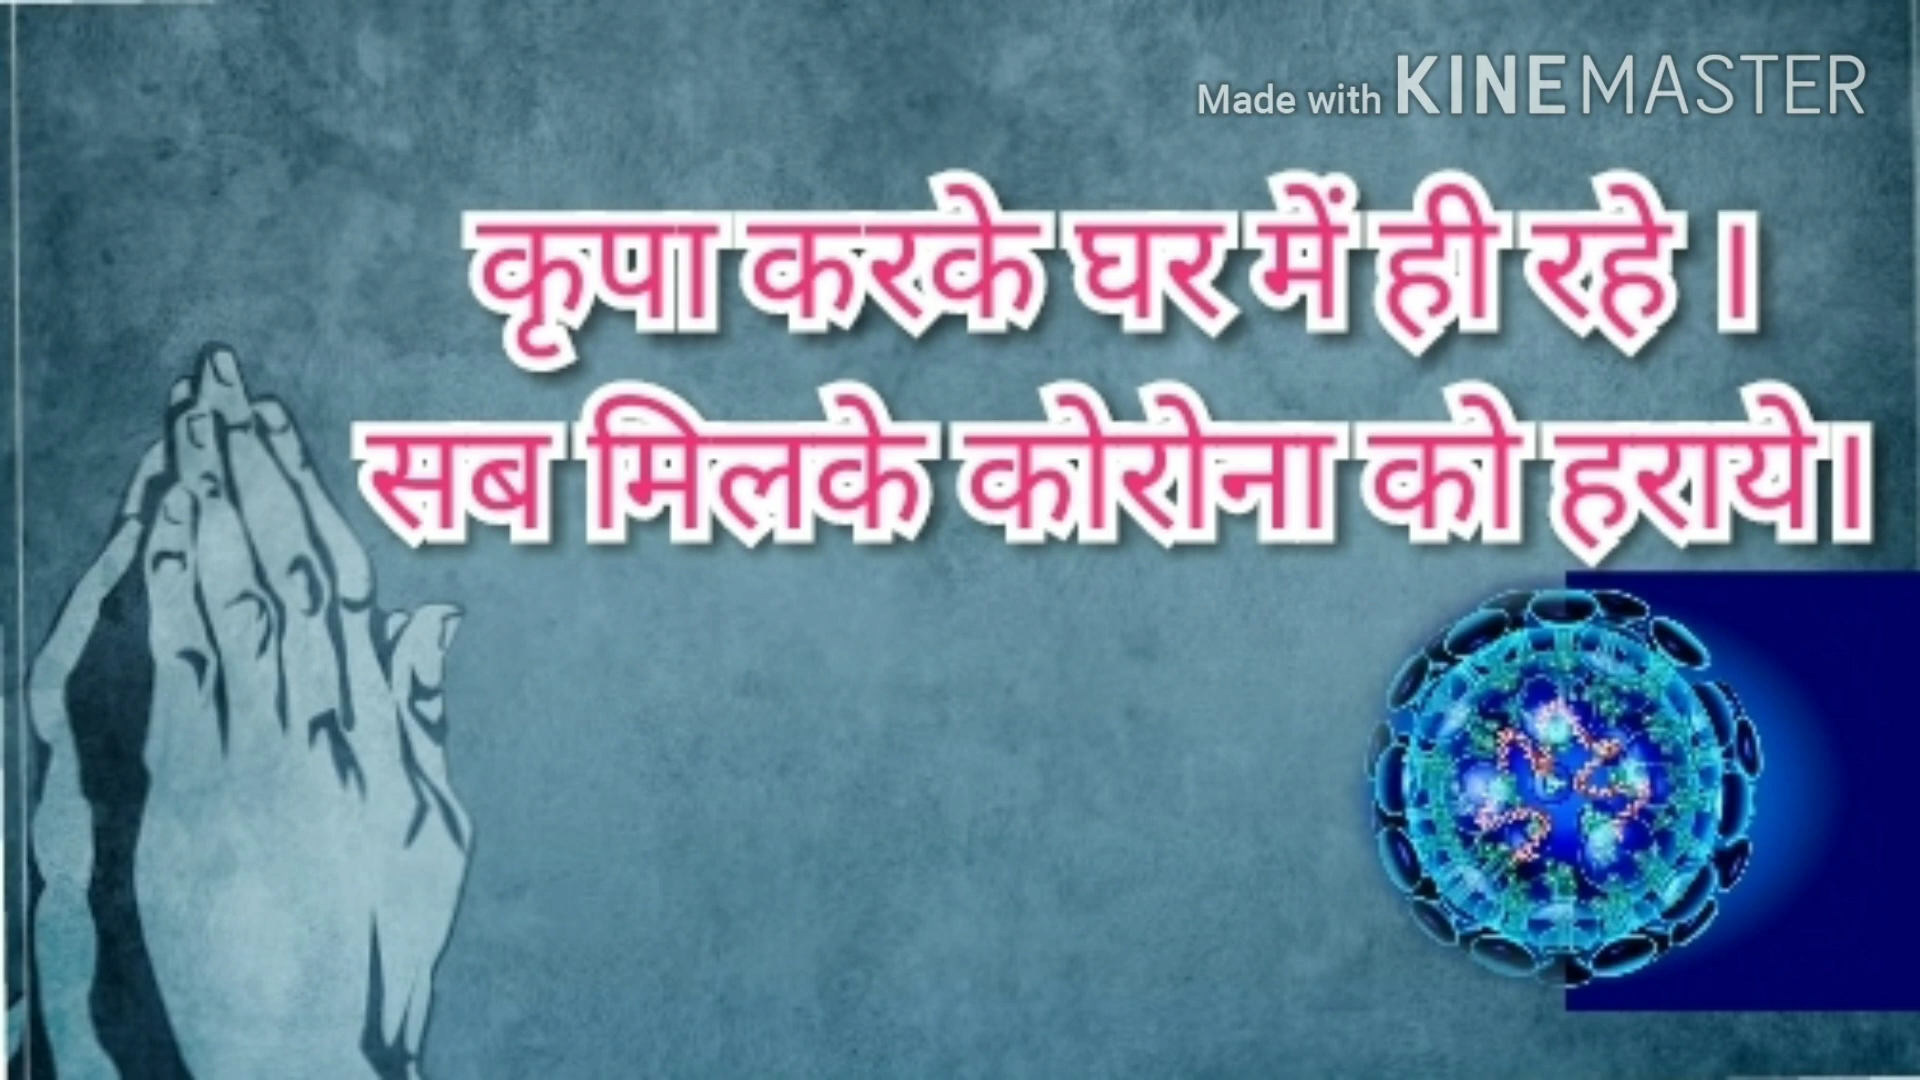 Made with KINEMASTER
कृपा करके घर में ही रहे ।
सब मिलके कोरोना को हराये।